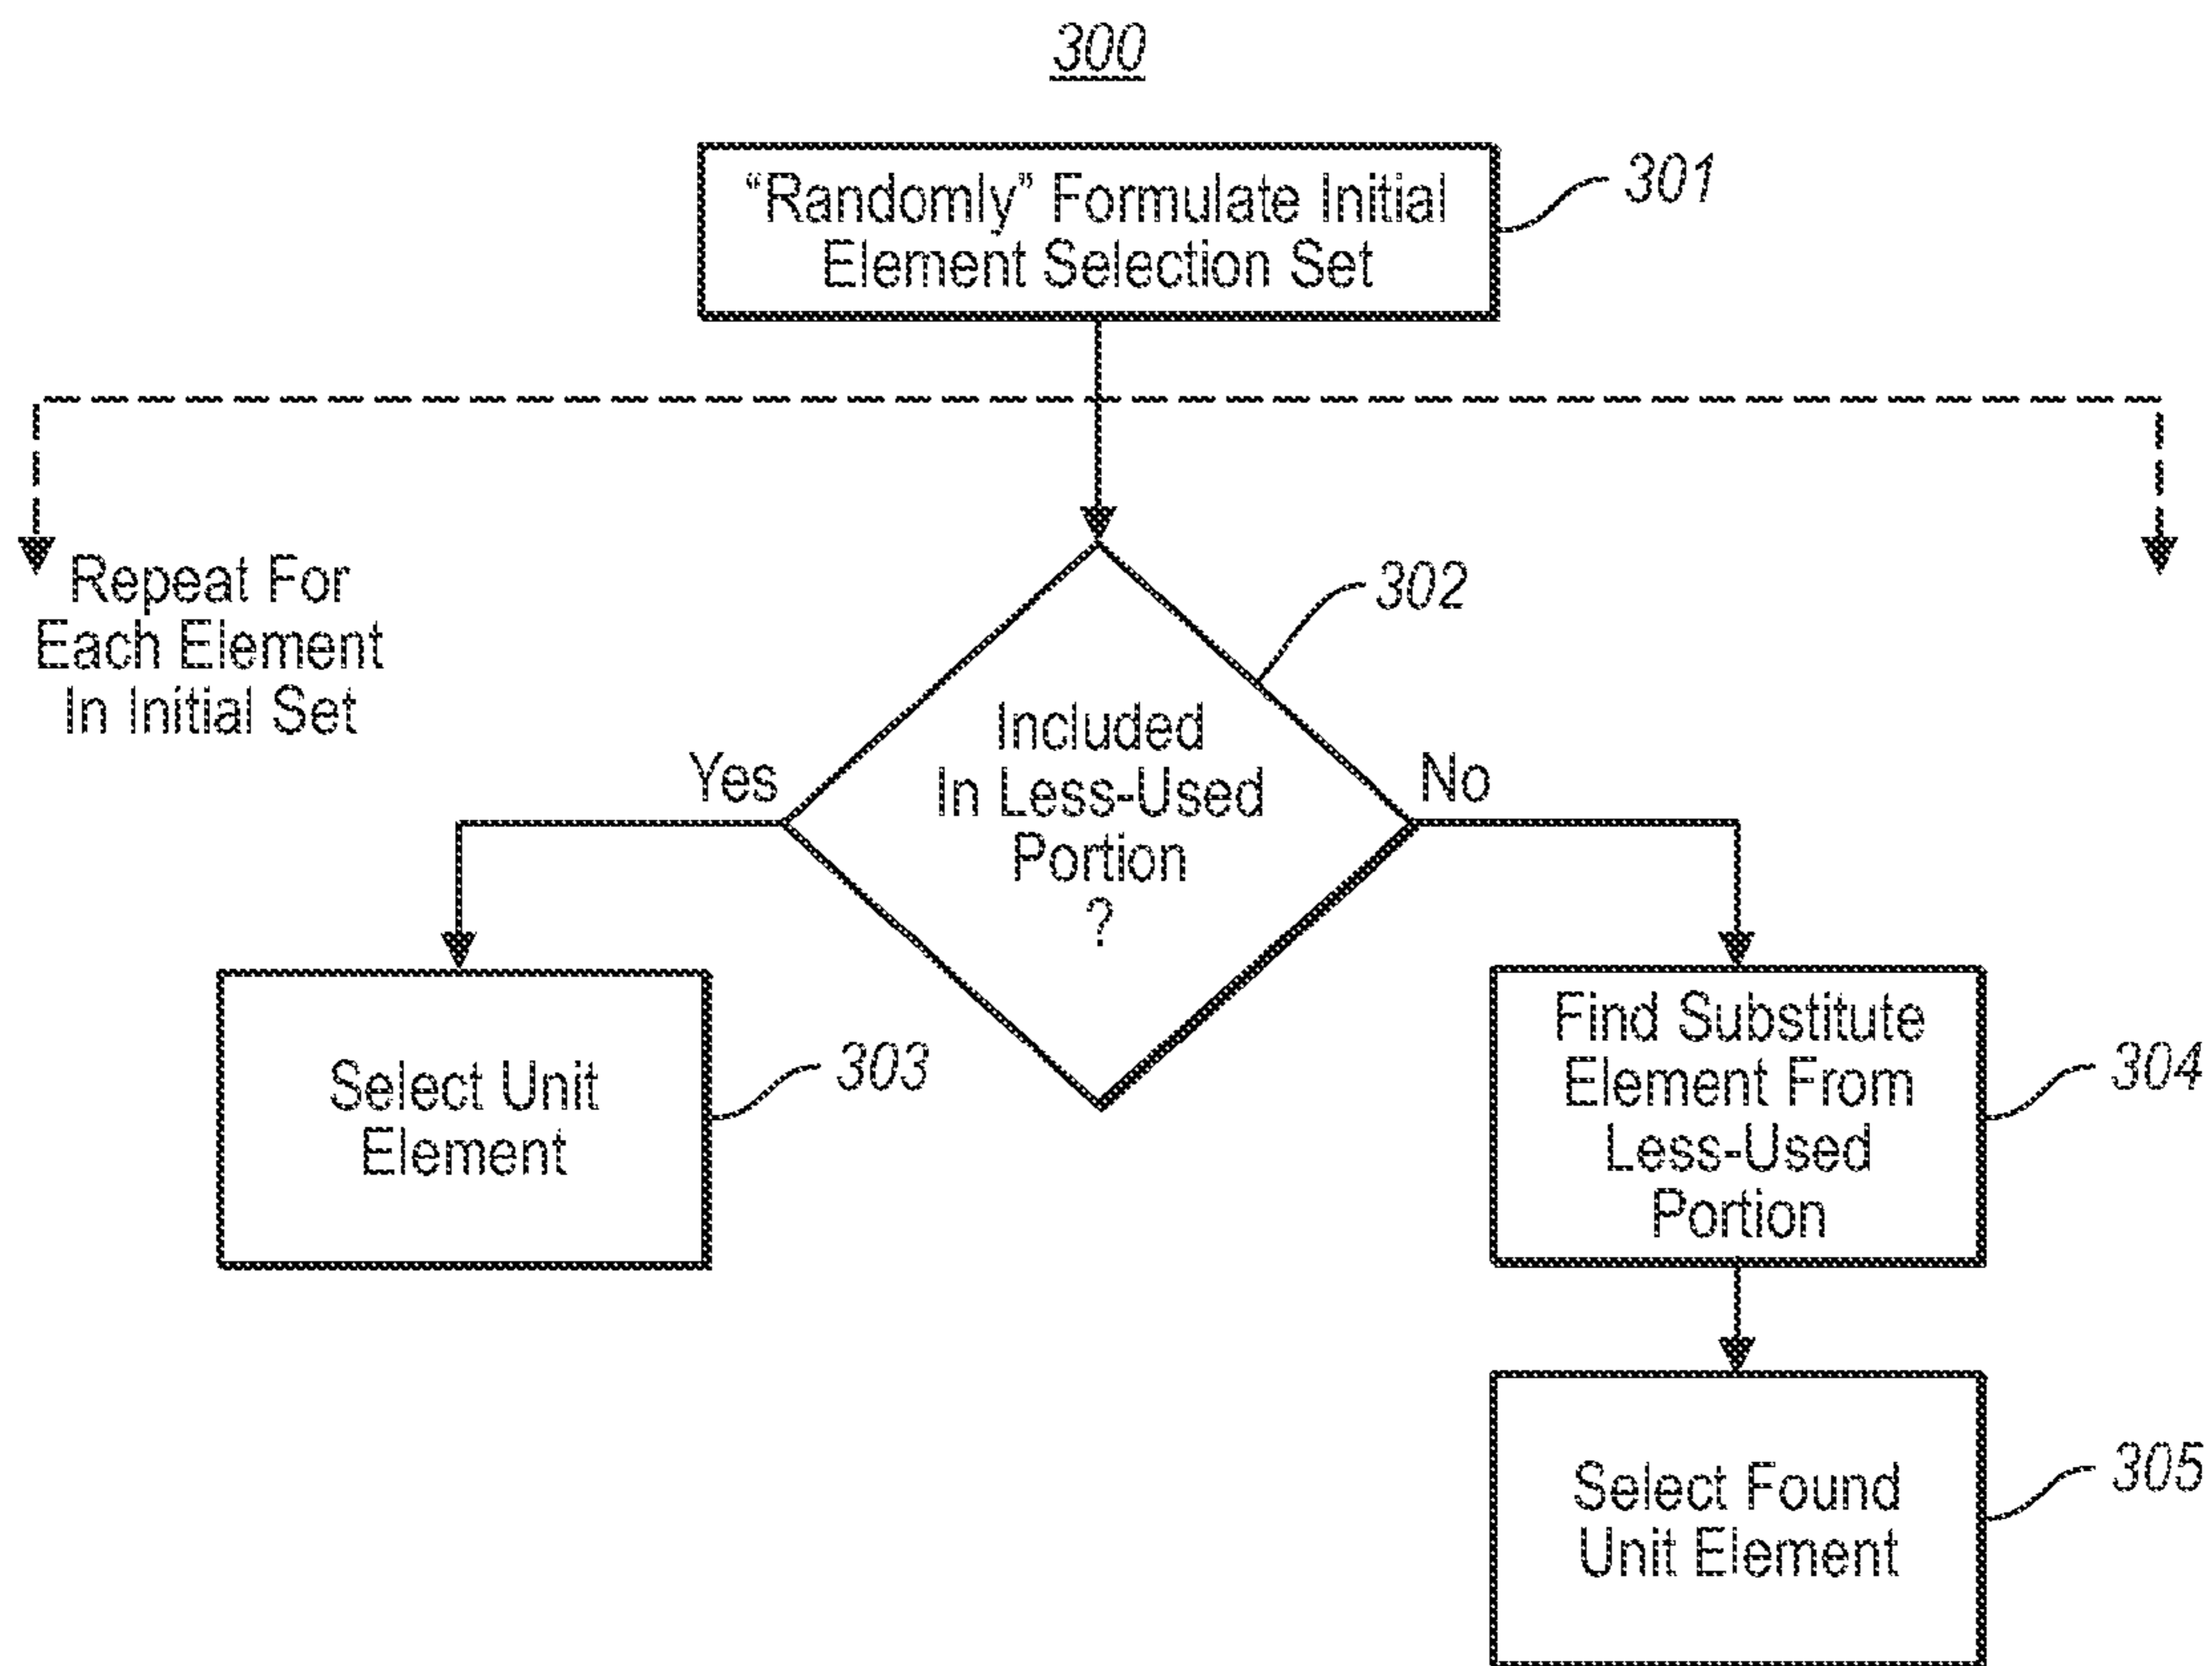 300
“Randomly” Formulate Initial
Element Selection Set
301
Repeat For
Each Element
In Initial Set
302
Included
In Less-Used
Portion
?
Yes
No
Select Unit
Element
303
Find Substitute
Element From
Less-Used
Portion
304
Select Found
Unit Element
305